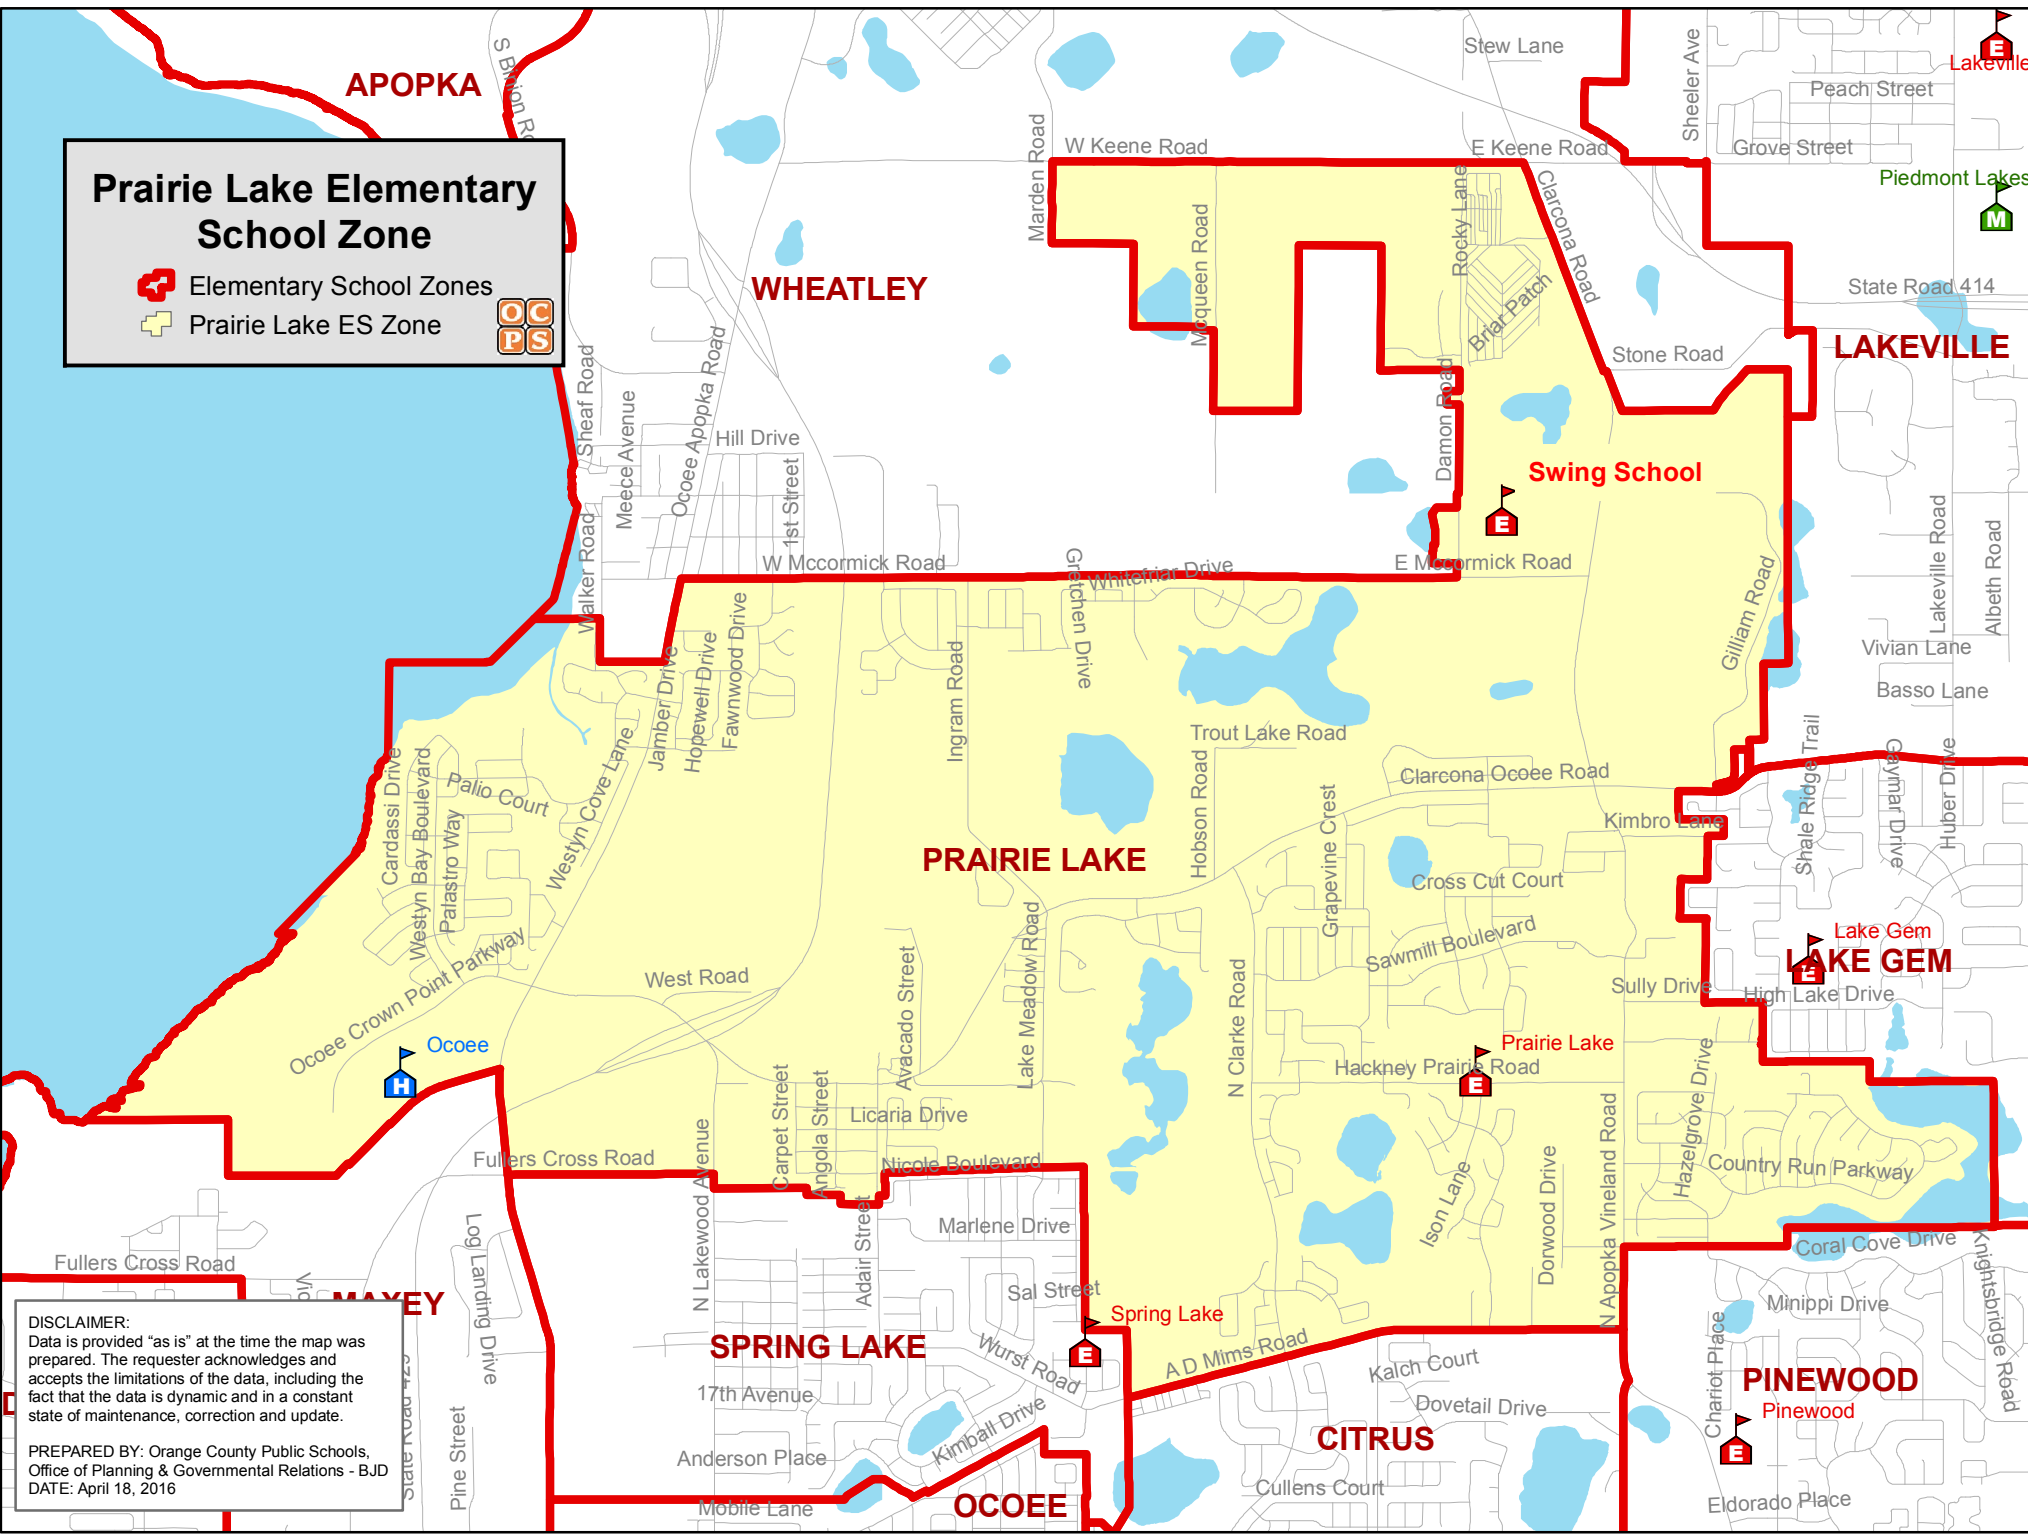 APOPKA
S Binion Ro
Stew Lane
Sheeler Ave
E
Lakeville
Peach Street
Grove Street
Prairie Lake Elementary
School Zone
Elementary School Zones
Prairie Lake ES Zone
OC
PS
Marden Road
W Keene Road
E Keene Road
Piedmont Lakes
M
Mcqueen Road
Rocky Lane
Clarcona Road
WHEATLEY
State Road 414
Briar Patch
LAKEVILLE
Stone Road
Sheaf Road
Meece Avenue
Ocoee Apopka Road
Hill Drive
1st Street
Damon Road
Swing School
E
Walker Road
W Mccormick Road
Gretchen Drive
Whitefriar Drive
E Mccormick Road
Lakeville Road
Albeth Road
Gilliam Road
Vivian Lane
Basso Lane
Jamber Drive
Hopewell Drive
Fawnwood Drive
Ingram Road
Trout Lake Road
Hobson Road
Clarcona Ocoee Road
Shale Ridge Trail
Gaymar Drive
Huber Drive
Cardassi Drive
Westyn Bay Boulevard
Palio Court
Palastro Way
Westyn Cove Lane
Grapevine Crest
Kimbro Lane
PRAIRIE LAKE
Cross Cut Court
Sawmill Boulevard
Lake Gem
E
LAKE GEM
Sully Drive
High Lake Drive
Ocoee Crown Point Parkway
West Road
Avacado Street
Lake Meadow Road
N Clarke Road
Ocoee
H
Prairie Lake
Hackney Prairie Road
E
Hazelgrove Drive
Carpet Street
Angola Street
Licaria Drive
N Lakewood Avenue
Fullers Cross Road
Nicole Boulevard
Country Run Parkway
Ison Lane
Dorwood Drive
N Apopka Vineland Road
Adair Street
Marlene Drive
Log Landing Drive
Fullers Cross Road
Coral Cove Drive
Knightsbridge Road
Sal Street
MAXEY
Spring Lake
E
SPRING LAKE
Wurst Road
A D Mims Road
Kalch Court
Minippi Drive
Chariot Place
PINEWOOD
Pinewood
E
17th Avenue
Dovetail Drive
CITRUS
Kimball Drive
Anderson Place
State Road 429
Pine Street
Cullens Court
Mobile Lane
OCOEE
Eldorado Place
DISCLAIMER:
Data is provided “as is” at the time the map was
prepared. The requester acknowledges and
accepts the limitations of the data, including the
fact that the data is dynamic and in a constant
state of maintenance, correction and update.
PREPARED BY: Orange County Public Schools,
Office of Planning & Governmental Relations - BJD
DATE: April 18, 2016